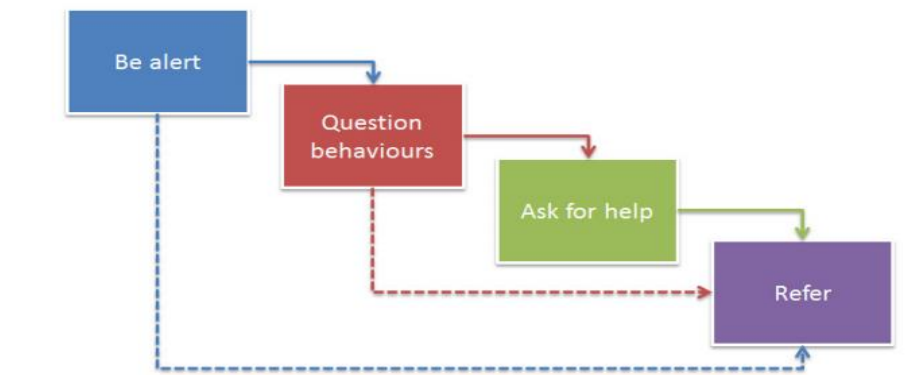 Be alert
Question
behaviours
Ask for help
Refer